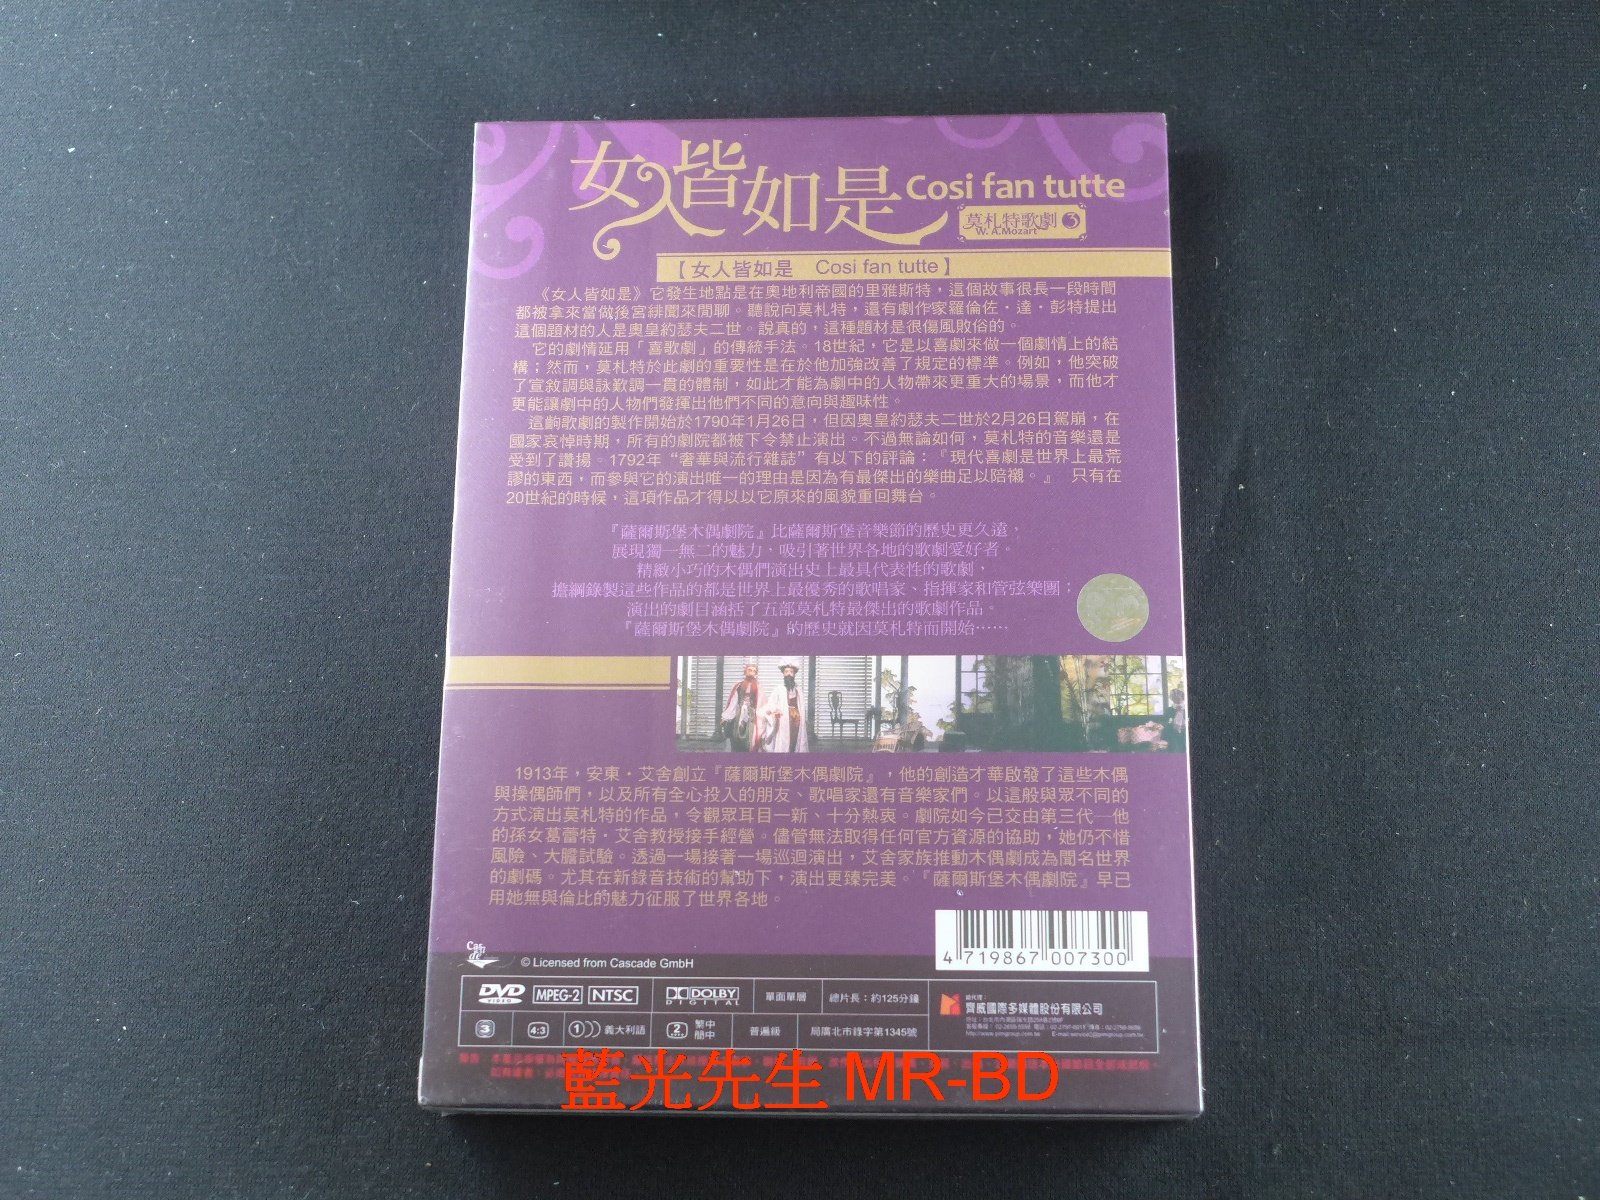 女人皆如是 Cosi fan tutte
莫札特歌劇 3
W. A. Mozart
【女人皆如是 Cosi fan tutte】
《女人皆如是》它發生地點是在奧地利帝國的里雅斯特，這個故事很長一段時間
都被拿來當做後宮緋聞來閒聊。聽說向莫札特，還有劇作家羅倫佐・達・彭特提出
這個題材的人是奧皇約瑟夫二世。說真的，這種題材是很傷風敗俗的。
它的劇情延用「喜歌劇」的傳統手法。18世紀，它是以喜劇來做一個劇情上的結
構；然而，莫札特於此劇的重要性是在於他加強改善了規定的標準。例如，他突破
了宣敘調與詠歎調一貫的體制，如此才能為劇中的人物帶來更重大的場景，而他才
更能讓劇中的人物們發揮出他們不同的意向與趣味性。
這齣歌劇的製作開始於1790年1月26日，但因奧皇約瑟夫二世於2月26日駕崩，在
國家哀悼時期，所有的劇院都被下令禁止演出。不過無論如何，莫札特的音樂還是
受到了讚揚。1792年“奢華與流行雜誌”有以下的評論：『現代喜劇是世界上最荒
謬的東西，而參與它的演出唯一的理由是因為有最傑出的樂曲足以陪襯。』 只有在
20世紀的時候，這項作品才得以以它原來的風貌重回舞台。
『薩爾斯堡木偶劇院』比薩爾斯堡音樂節的歷史更久遠，
展現獨一無二的魅力，吸引著世界各地的歌劇愛好者。
精緻小巧的木偶們演出史上最具代表性的歌劇，
擔綱錄製這些作品的都是世界上最優秀的歌唱家、指揮家和管弦樂團；
演出的劇目涵括了五部莫札特最傑出的歌劇作品。
『薩爾斯堡木偶劇院』的歷史就因莫札特而開始……，
1913年，安東・艾舍創立『薩爾斯堡木偶劇院』，他的創造才華啟發了這些木偶
與操偶師們，以及所有全心投入的朋友、歌唱家還有音樂家們。以這般與眾不同的
方式演出莫札特的作品，令觀眾耳目一新、十分熱衷。劇院如今已交由第三代—他
的孫女葛蕾特・艾舍教授接手經營。儘管無法取得任何官方資源的協助，她仍不惜
風險、大膽試驗。透過一場接著一場巡迴演出，艾舍家族推動木偶劇成為聞名世界
的劇碼。尤其在新錄音技術的幫助下，演出更臻完美。『薩爾斯堡木偶劇院』早已
用她無與倫比的魅力征服了世界各地。
4 719867 007300
© Licensed from Cascade GmbH
DVD VIDEO MPEG-2 NTSC DOLBY DIGITAL 單面單層 總片長：約125分鐘
3 4:3 1 義大利語 2 繁中 簡中 普遍級 局廣北市錄字第1345號
齊威國際多媒體股份有限公司
藍光先生 MR-BD